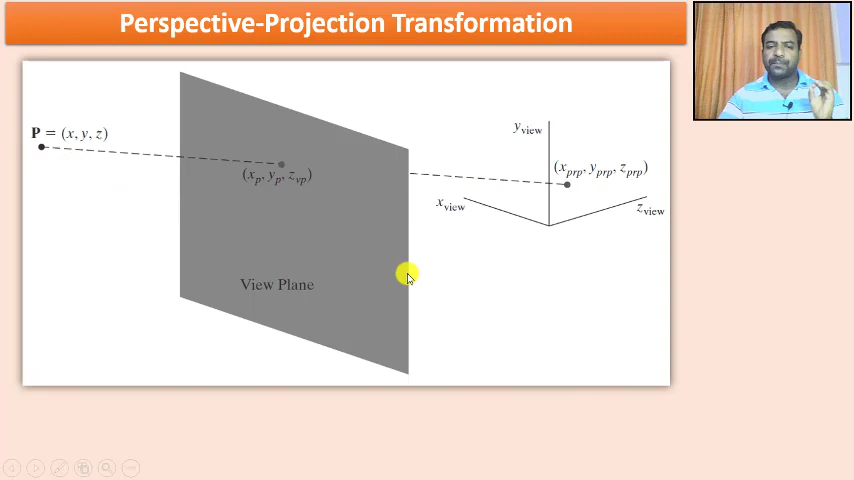 Perspective-Projection Transformation
P = (x, y, z)
(x_p, y_p, z_vp)
View Plane
y_view
(x_prp, y_prp, z_prp)
x_view
z_view